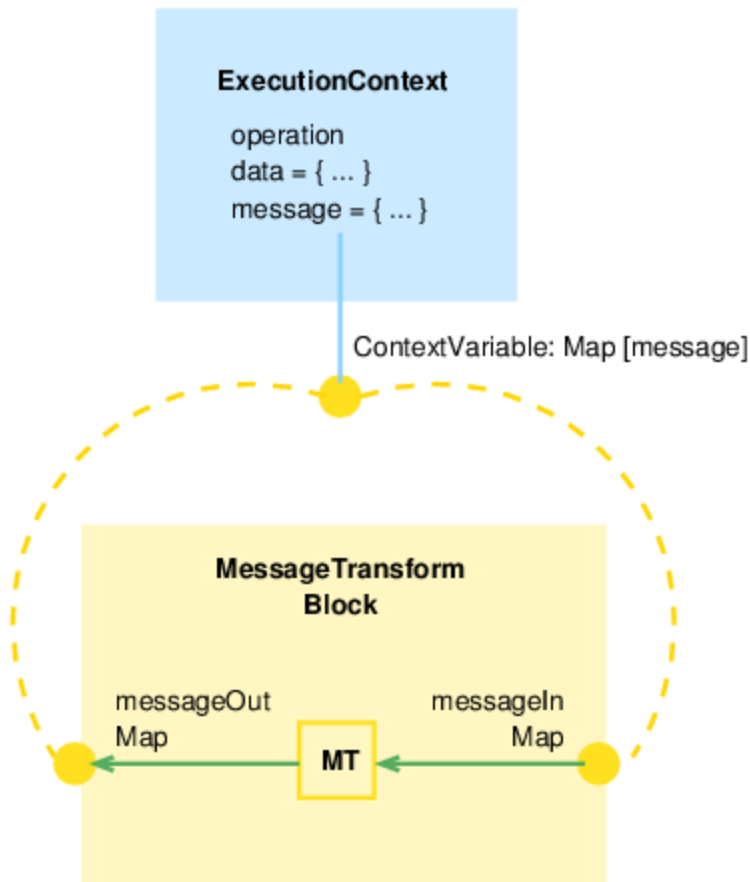 ExecutionContext
operation
data = { ... }
message = { ... }
ContextVariable: Map [message]
MessageTransform
Block
messageOut
Map
messageIn
Map
MT